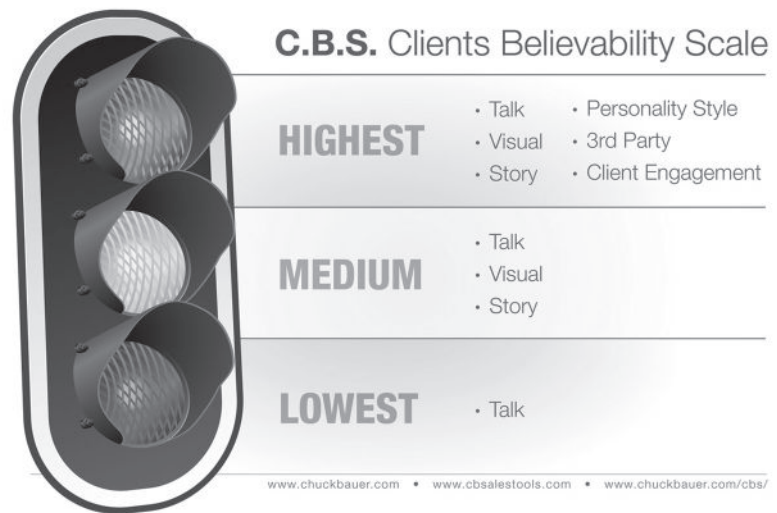 C.B.S. Clients Believability Scale
HIGHEST
• Talk • Personality Style
• Visual • 3rd Party
• Story • Client Engagement
MEDIUM
• Talk
• Visual
• Story
LOWEST
• Talk
www.chuckbauer.com • www.cbsalestools.com • www.chuckbauer.com/cbs/